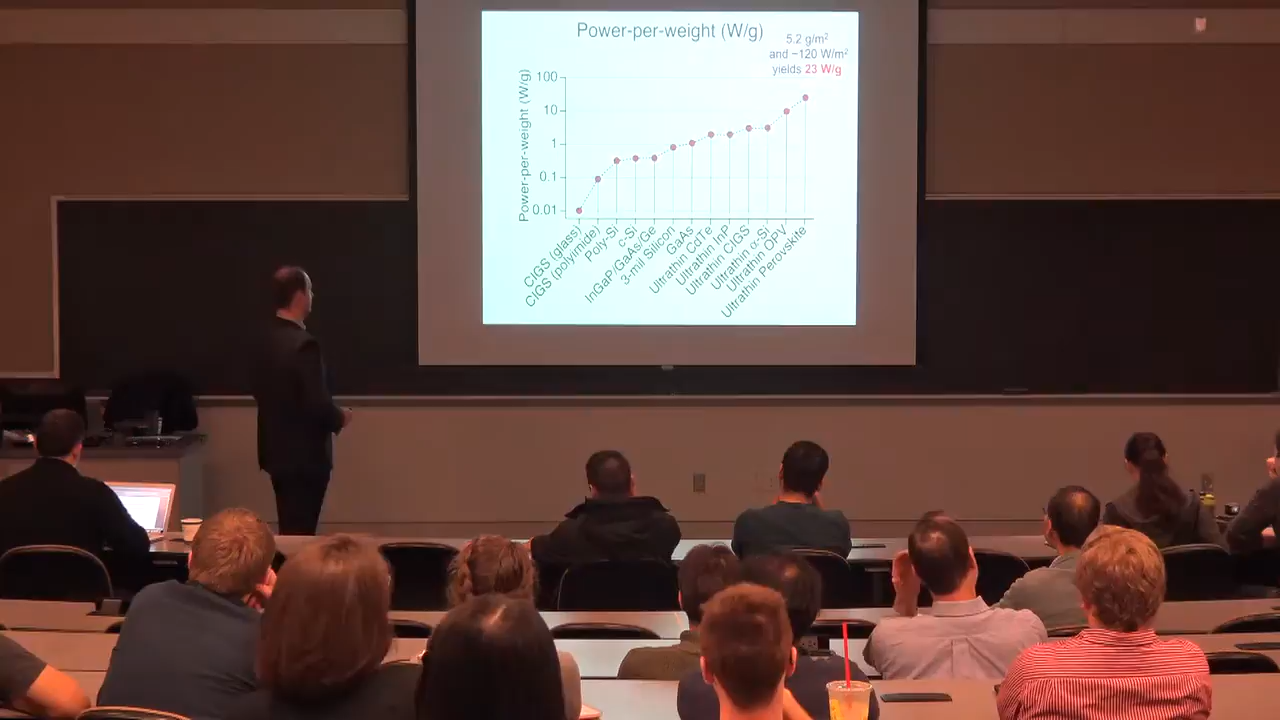 Power-per-weight (W/g)
5.2 g/m²
and ~120 W/m²
yields 23 W/g
Power-per-weight (W/g)
100
10
1
0.1
0.01
CIGS (glass)
CIGS (polyimide)
Poly-Si
c-Si
InGaP/GaAs/Ge
3-mil Silicon
GaAs
Ultrathin CdTe
Ultrathin InP
Ultrathin CIGS
Ultrathin α-Si
Ultrathin OPV
Ultrathin Perovskite